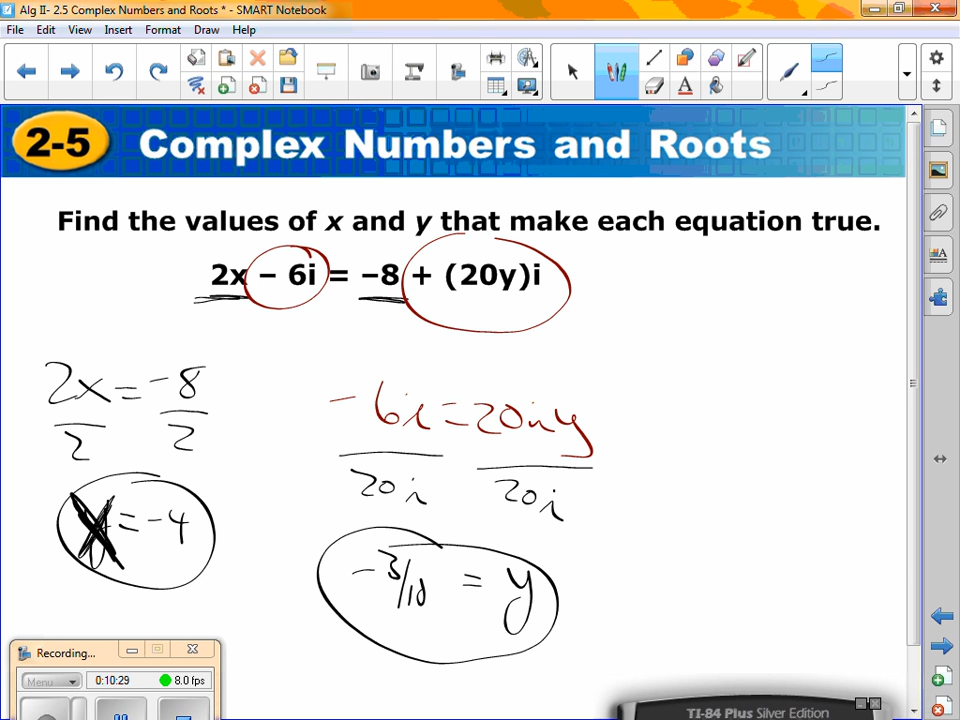 Alg II- 2.5 Complex Numbers and Roots * - SMART Notebook
File Edit View Insert Format Draw Help
2-5 Complex Numbers and Roots
Find the values of x and y that make each equation true.
2x – 6i = –8 + (20y)i
2x = -8
2 2
x = -4
-6i = 20iy
20i 20i
-3/10 = y
Recording...
Menu 0:10:29 8.0 fps
TI-84 Plus Silver Edition